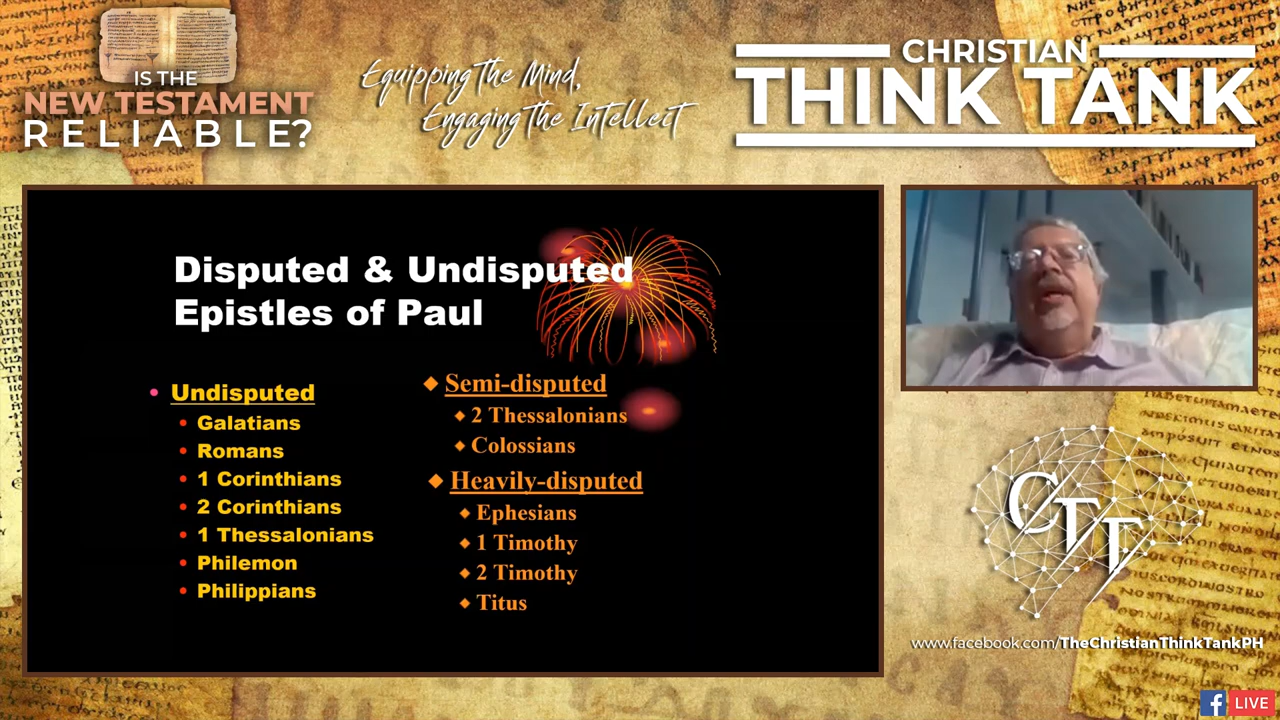 IS THE
NEW TESTAMENT
RELIABLE?
Equipping The Mind,
Engaging The Intellect
CHRISTIAN
THINK TANK
Disputed & Undisputed
Epistles of Paul
• Undisputed
• Galatians
• Romans
• 1 Corinthians
• 2 Corinthians
• 1 Thessalonians
• Philemon
• Philippians
◆ Semi-disputed
◆ 2 Thessalonians
◆ Colossians
◆ Heavily-disputed
◆ Ephesians
◆ 1 Timothy
◆ 2 Timothy
◆ Titus
CTT
www.facebook.com/TheChristianThinkTankPH
f LIVE